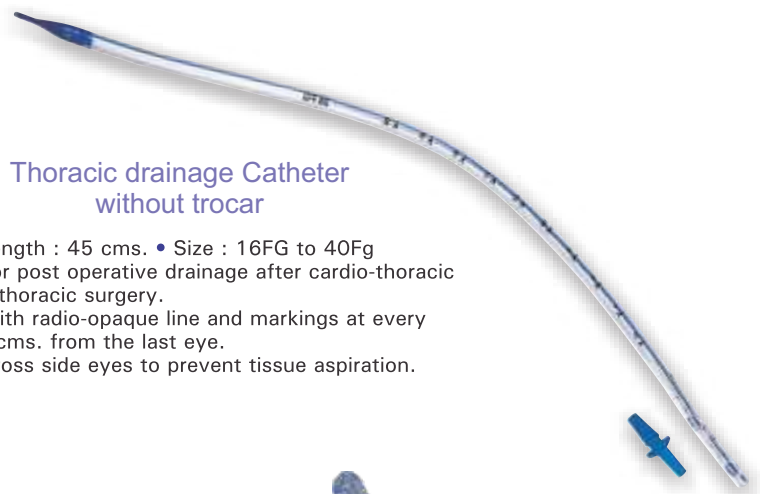 Thoracic drainage Catheter
without trocar
ngth : 45 cms. • Size : 16FG to 40Fg
or post operative drainage after cardio-thoracic
thoracic surgery.
ith radio-opaque line and markings at every
cms. from the last eye.
oss side eyes to prevent tissue aspiration.